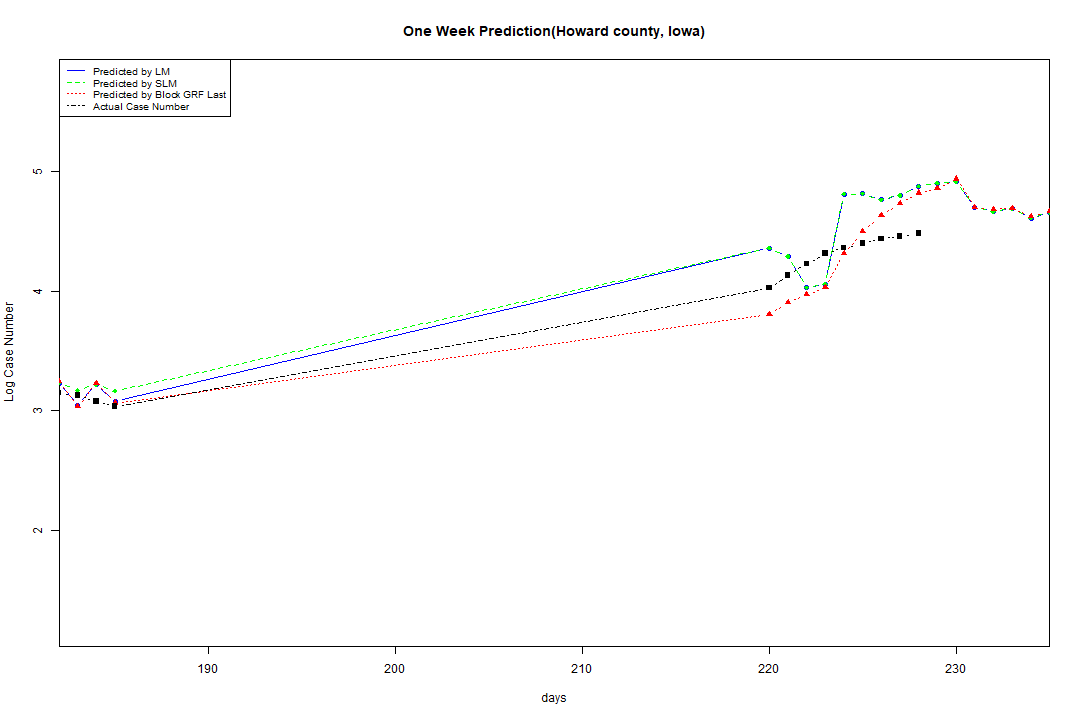 One Week Prediction(Howard county, Iowa)
Predicted by LM
Predicted by SLM
Predicted by Block GRF Last
Actual Case Number
5
4
3
2
Log Case Number
190 200 210 220 230
days